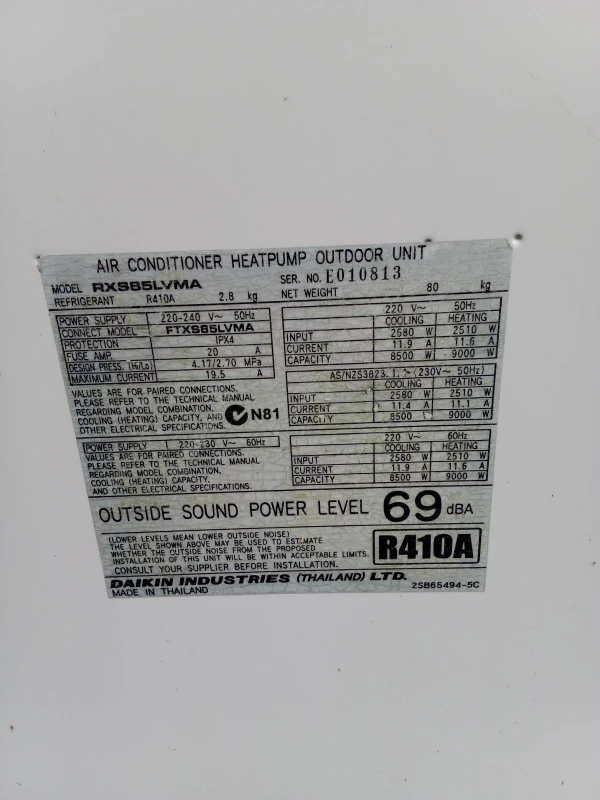 AIR CONDITIONER HEATPUMP OUTDOOR UNIT
MODEL RXS85LVMA SER. NO. E010813
REFRIGERANT R410A 2.8 kg NET WEIGHT 80 kg
POWER SUPPLY 220-240 V~ 50Hz
CONNECT MODEL FTXS85LVMA
PROTECTION IPX4
FUSE AMP. 20 A
DESIGN PRESS. (Hi/Lo) 4.17/2.70 MPa
MAXIMUM CURRENT 19.5 A
220 V~ 50Hz
COOLING HEATING
INPUT 2580 W 2510 W
CURRENT 11.9 A 11.6 A
CAPACITY 8500 W 9000 W
VALUES ARE FOR PAIRED CONNECTIONS.
PLEASE REFER TO THE TECHNICAL MANUAL
REGARDING MODEL COMBINATION,
COOLING (HEATING) CAPACITY, AND
OTHER ELECTRICAL SPECIFICATIONS.
N81
AS/NZS3823.1. (230V~ 50Hz)
COOLING HEATING
INPUT 2580 W 2510 W
CURRENT 11.4 A 11.1 A
CAPACITY 8500 W 9000 W
POWER SUPPLY 220-230 V~ 60Hz
VALUES ARE FOR PAIRED CONNECTIONS.
PLEASE REFER TO THE TECHNICAL MANUAL
REGARDING MODEL COMBINATION,
COOLING (HEATING) CAPACITY,
AND OTHER ELECTRICAL SPECIFICATIONS.
220 V~ 60Hz
COOLING HEATING
INPUT 2580 W 2510 W
CURRENT 11.9 A 11.6 A
CAPACITY 8500 W 9000 W
OUTSIDE SOUND POWER LEVEL 69 dBA
(LOWER LEVELS MEAN LOWER OUTSIDE NOISE)
THE LEVEL SHOWN ABOVE MAY BE USED TO ESTIMATE
WHETHER THE OUTSIDE NOISE FROM THE PROPOSED
INSTALLATION OF THIS UNIT WILL BE WITHIN ACCEPTABLE LIMITS.
CONSULT YOUR SUPPLIER BEFORE INSTALLATION.
R410A
DAIKIN INDUSTRIES (THAILAND) LTD.
MADE IN THAILAND 2SB65494-5C